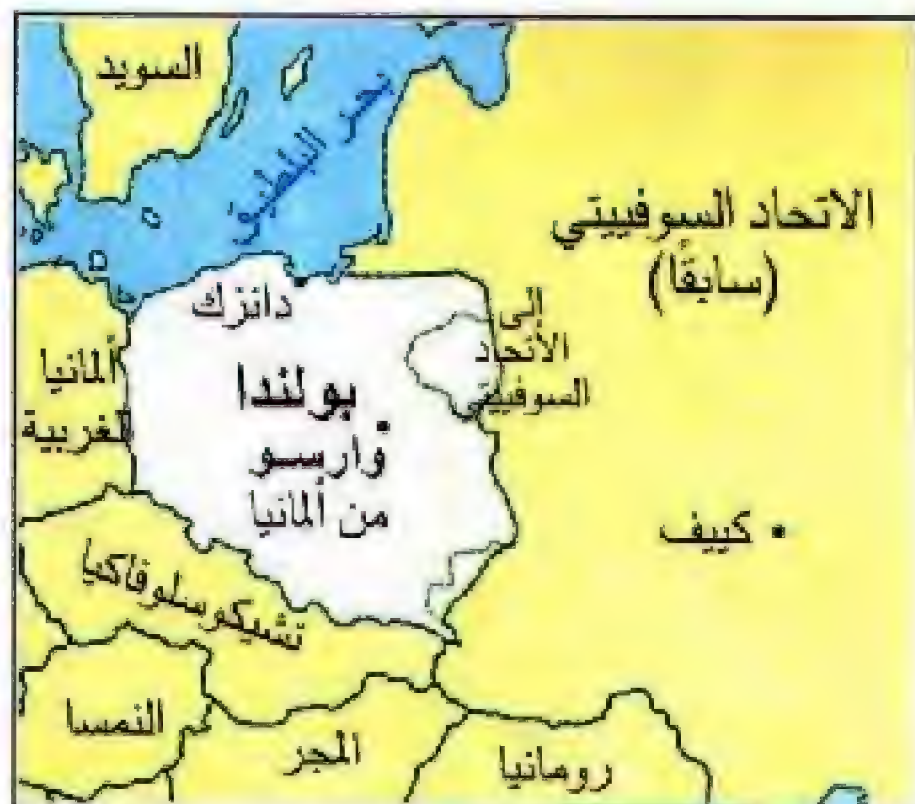 السويد
بحر البلطيق
الاتحاد السوفييتي
(سابقًا)
دانزك
إلى
الأتحاد
السوفييتي
ألمانيا
الغربية
بولندا
وارسو
من ألمانيا
كييف
تشيكوسلوفاكيا
النمسا
المجر
رومانيا